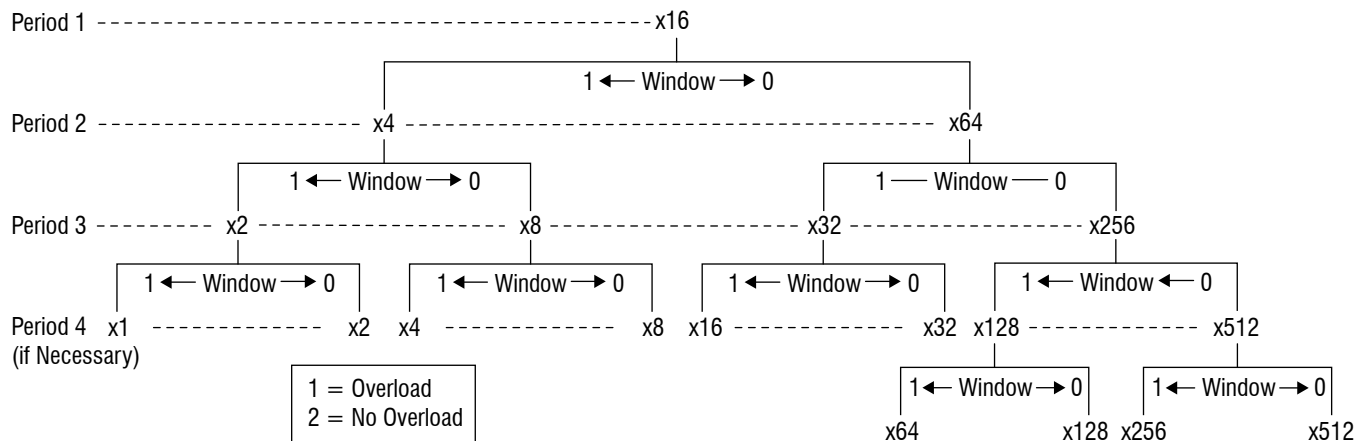 Period 1 x16
1 Window 0
Period 2 x4 x64
1 Window 0 1 Window 0
Period 3 x2 x8 x32 x256
1 Window 0 1 Window 0 1 Window 0 1 Window 0
Period 4 x1 x2 x4 x8 x16 x32 x128 x512
(if Necessary)
1 = Overload
2 = No Overload
1 Window 0 1 Window 0
x64 x128 x256 x512